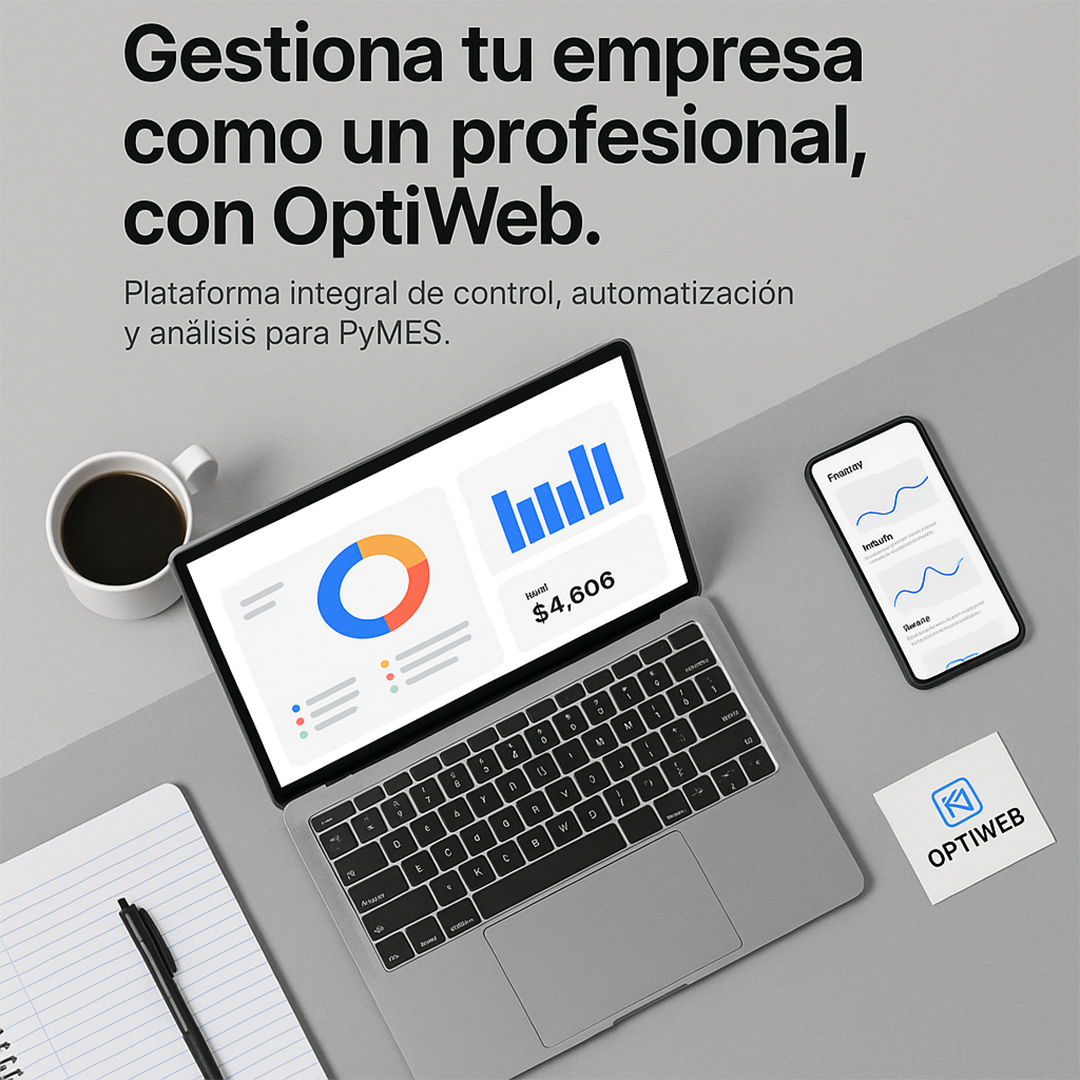 Gestiona tu empresa
como un profesional,
con OptiWeb.
Plataforma integral de control, automatización
y análisis para PyMES.
$4,606
OPTIWEB